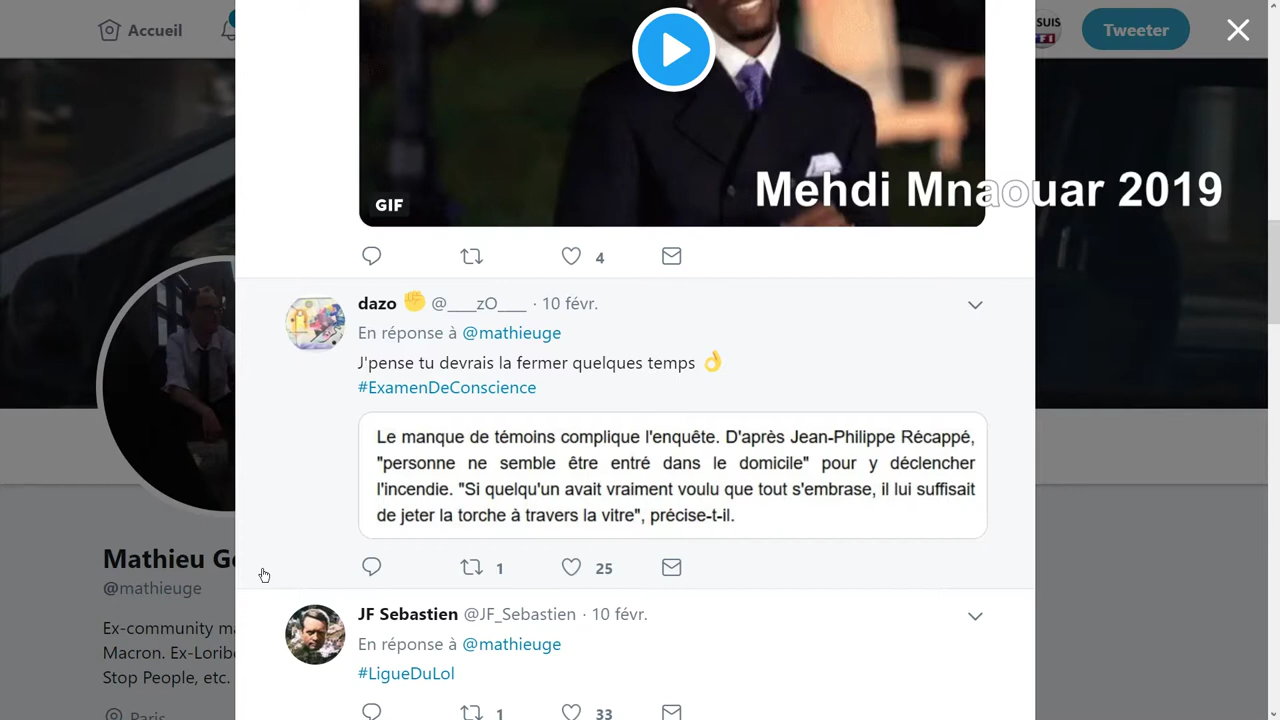 Accueil
SUIS
TF1
Tweeter
Mehdi Mnaouar 2019
GIF
4
dazo ✊ @___zO___ · 10 févr.
En réponse à @mathieuge
J'pense tu devrais la fermer quelques temps 👌
#ExamenDeConscience
Le manque de témoins complique l'enquête. D'après Jean-Philippe Récappé,
"personne ne semble être entré dans le domicile" pour y déclencher
l'incendie. "Si quelqu'un avait vraiment voulu que tout s'embrase, il lui suffisait
de jeter la torche à travers la vitre", précise-t-il.
1 25
JF Sebastien @JF_Sebastien · 10 févr.
En réponse à @mathieuge
#LigueDuLol
1 33
Mathieu G
@mathieuge
Ex-community m
Macron. Ex-Lorib
Stop People, etc.
Paris